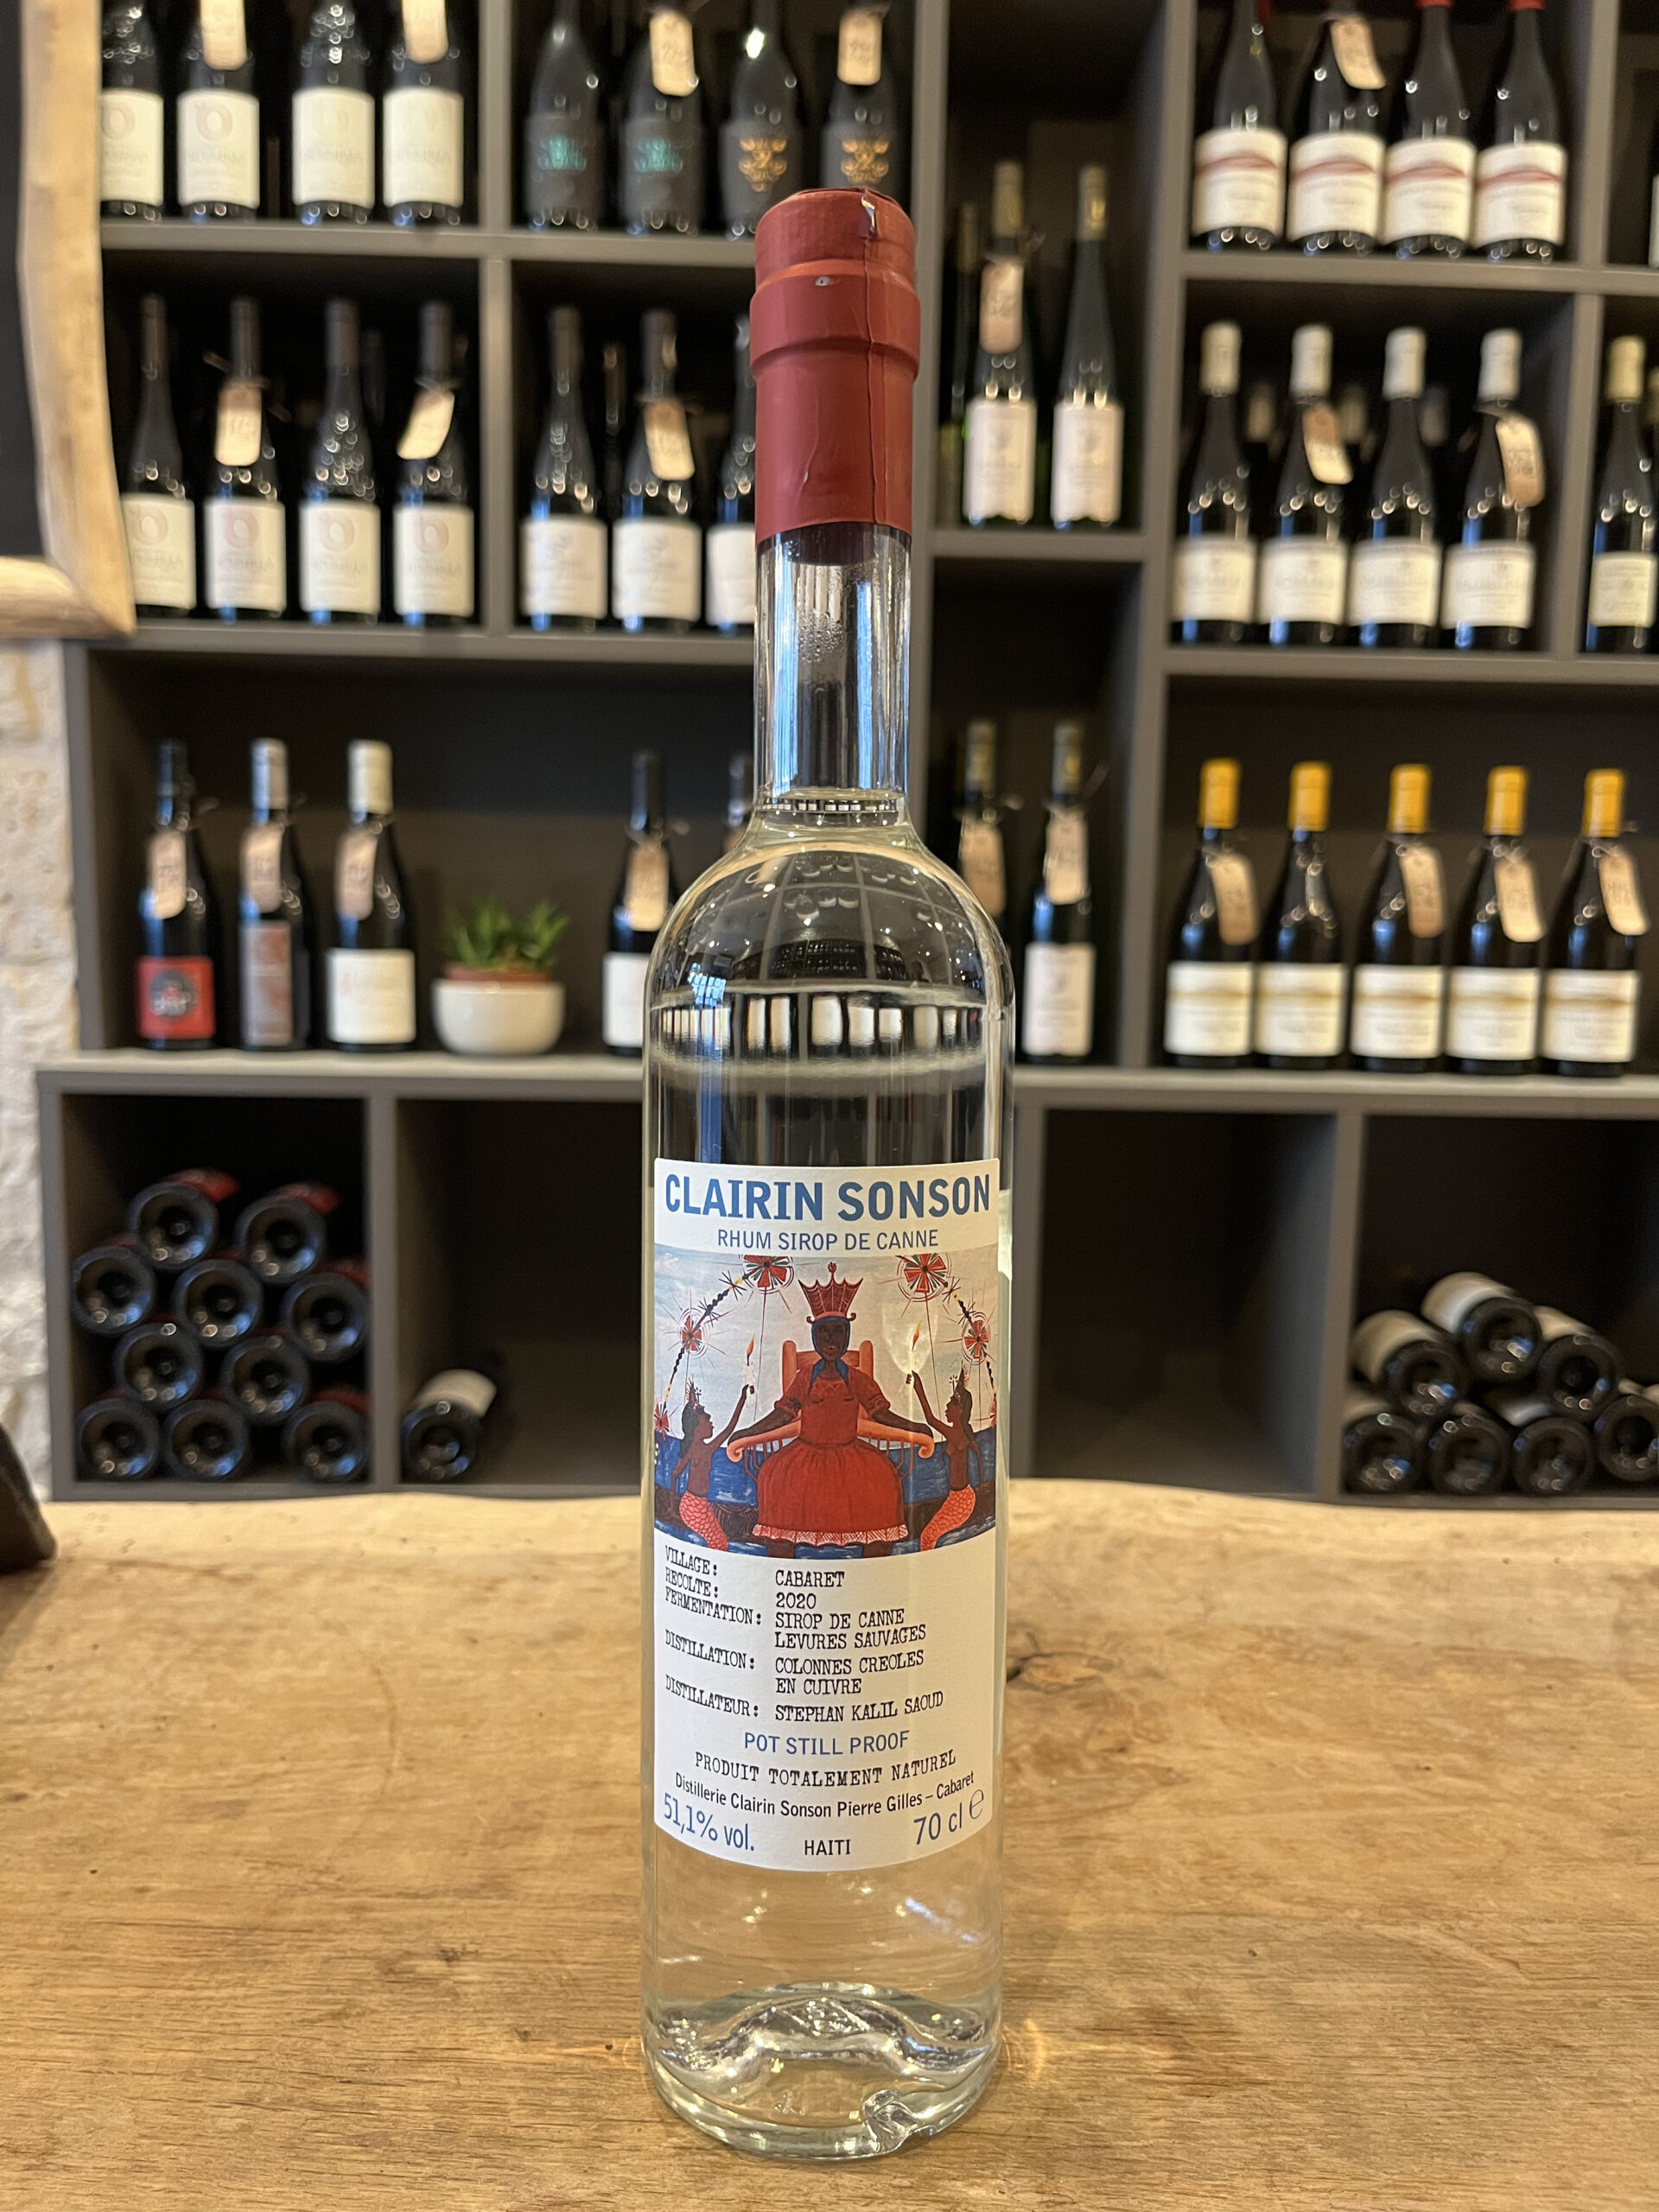 CLAIRIN SONSON
RHUM SIROP DE CANNE
VILLAGE: CABARET
RECOLTE: 2020
FERMENTATION: SIROP DE CANNE
LEVURES SAUVAGES
DISTILLATION: COLONNES CREOLES
EN CUIVRE
DISTILLATEUR: STEPHAN KALIL SAOUD
POT STILL PROOF
PRODUIT TOTALEMENT NATUREL
Distillerie Clairin Sonson Pierre Gilles – Cabaret
51,1% vol. HAITI 70 cl ℮